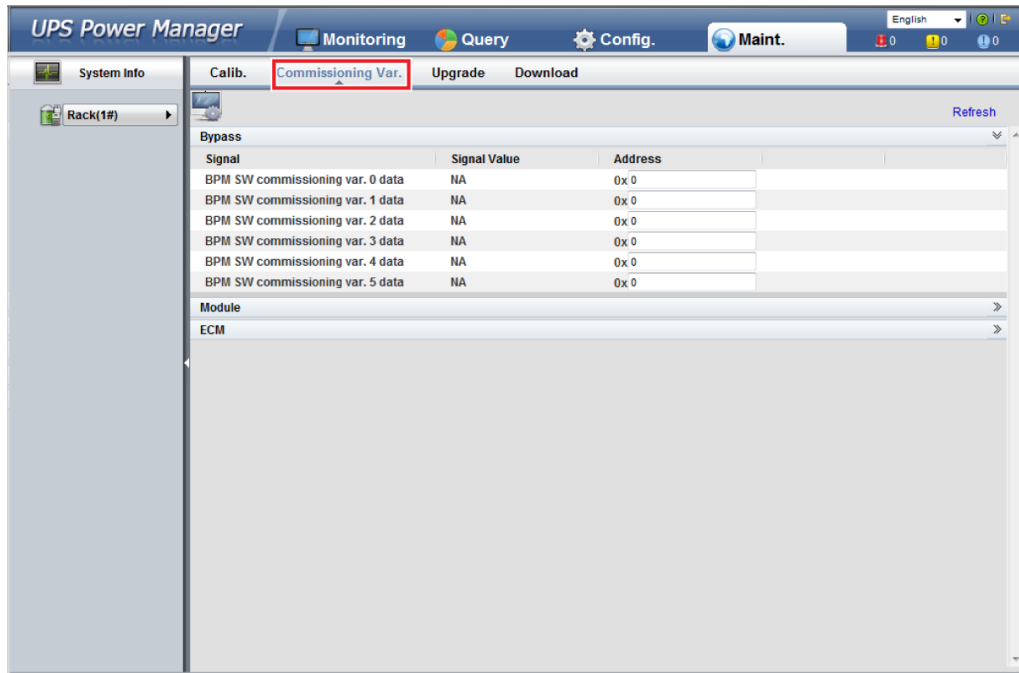 UPS Power Manager Monitoring Query Config. Maint. English
0 0 0
System Info Calib. Commissioning Var. Upgrade Download
Rack(1#) Refresh
Bypass
Signal Signal Value Address
BPM SW commissioning var. 0 data NA 0x 0
BPM SW commissioning var. 1 data NA 0x 0
BPM SW commissioning var. 2 data NA 0x 0
BPM SW commissioning var. 3 data NA 0x 0
BPM SW commissioning var. 4 data NA 0x 0
BPM SW commissioning var. 5 data NA 0x 0
Module
ECM